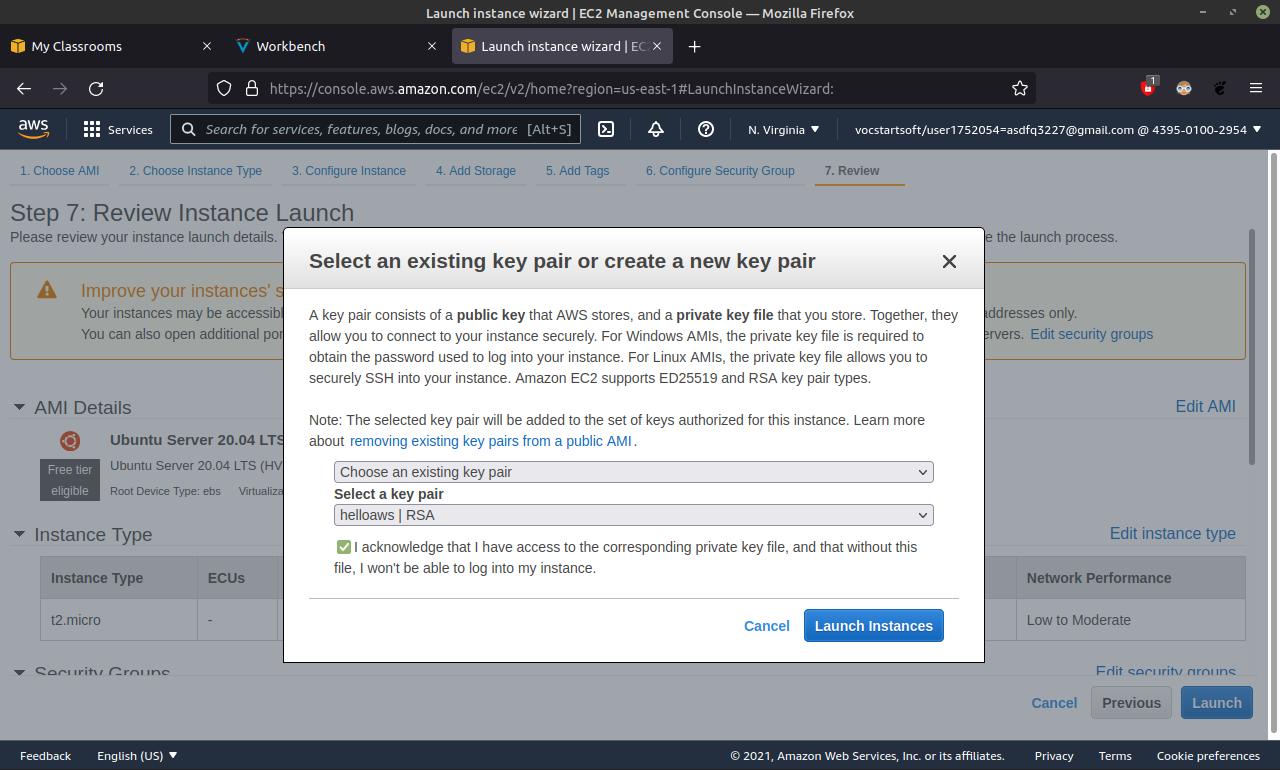 Launch instance wizard | EC2 Management Console — Mozilla Firefox
My Classrooms
Workbench
Launch instance wizard | EC
https://console.aws.amazon.com/ec2/v2/home?region=us-east-1#LaunchInstanceWizard:
1
aws
Services
Search for services, features, blogs, docs, and more [Alt+S]
N. Virginia
vocstartsoft/user1752054=asdfq3227@gmail.com @ 4395-0100-2954
1. Choose AMI
2. Choose Instance Type
3. Configure Instance
4. Add Storage
5. Add Tags
6. Configure Security Group
7. Review
Step 7: Review Instance Launch
Please review your instance launch details.
e the launch process.
Improve your instances' s
Your instances may be accessibl
addresses only.
You can also open additional por
ervers. Edit security groups
AMI Details
Edit AMI
Ubuntu Server 20.04 LTS
Free tier
eligible
Ubuntu Server 20.04 LTS (HV
Root Device Type: ebs Virtualiza
Instance Type
Edit instance type
Instance Type
ECUs
Network Performance
t2.micro
-
Low to Moderate
Security Groups
Edit security groups
Select an existing key pair or create a new key pair
A key pair consists of a public key that AWS stores, and a private key file that you store. Together, they
allow you to connect to your instance securely. For Windows AMIs, the private key file is required to
obtain the password used to log into your instance. For Linux AMIs, the private key file allows you to
securely SSH into your instance. Amazon EC2 supports ED25519 and RSA key pair types.
Note: The selected key pair will be added to the set of keys authorized for this instance. Learn more
about removing existing key pairs from a public AMI.
Choose an existing key pair
Select a key pair
helloaws | RSA
I acknowledge that I have access to the corresponding private key file, and that without this
file, I won't be able to log into my instance.
Cancel
Launch Instances
Cancel
Previous
Launch
Feedback
English (US)
© 2021, Amazon Web Services, Inc. or its affiliates.
Privacy
Terms
Cookie preferences